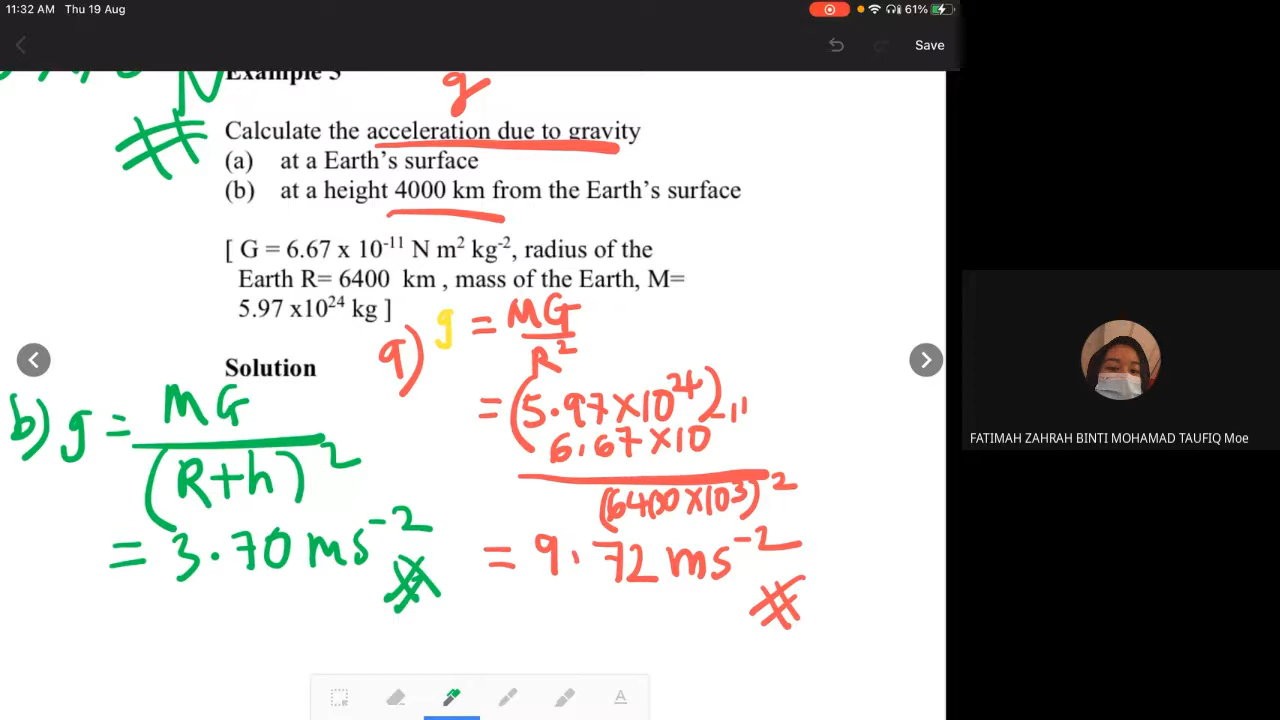 11:32 AM Thu 19 Aug
61%
Save
Example 5
g
Calculate the acceleration due to gravity
(a) at a Earth's surface
(b) at a height 4000 km from the Earth's surface
[ G = 6.67 x 10⁻¹¹ N m² kg⁻², radius of the
Earth R= 6400 km , mass of the Earth, M=
5.97 x10²⁴ kg ]
Solution
a) g = MG
R²
= (5.97×10²⁴)
6.67×10⁻¹¹
(6400×10³)²
= 9.72 ms⁻²
b) g = MG
(R+h)²
= 3.70 ms⁻²
FATIMAH ZAHRAH BINTI MOHAMAD TAUFIQ Moe
A